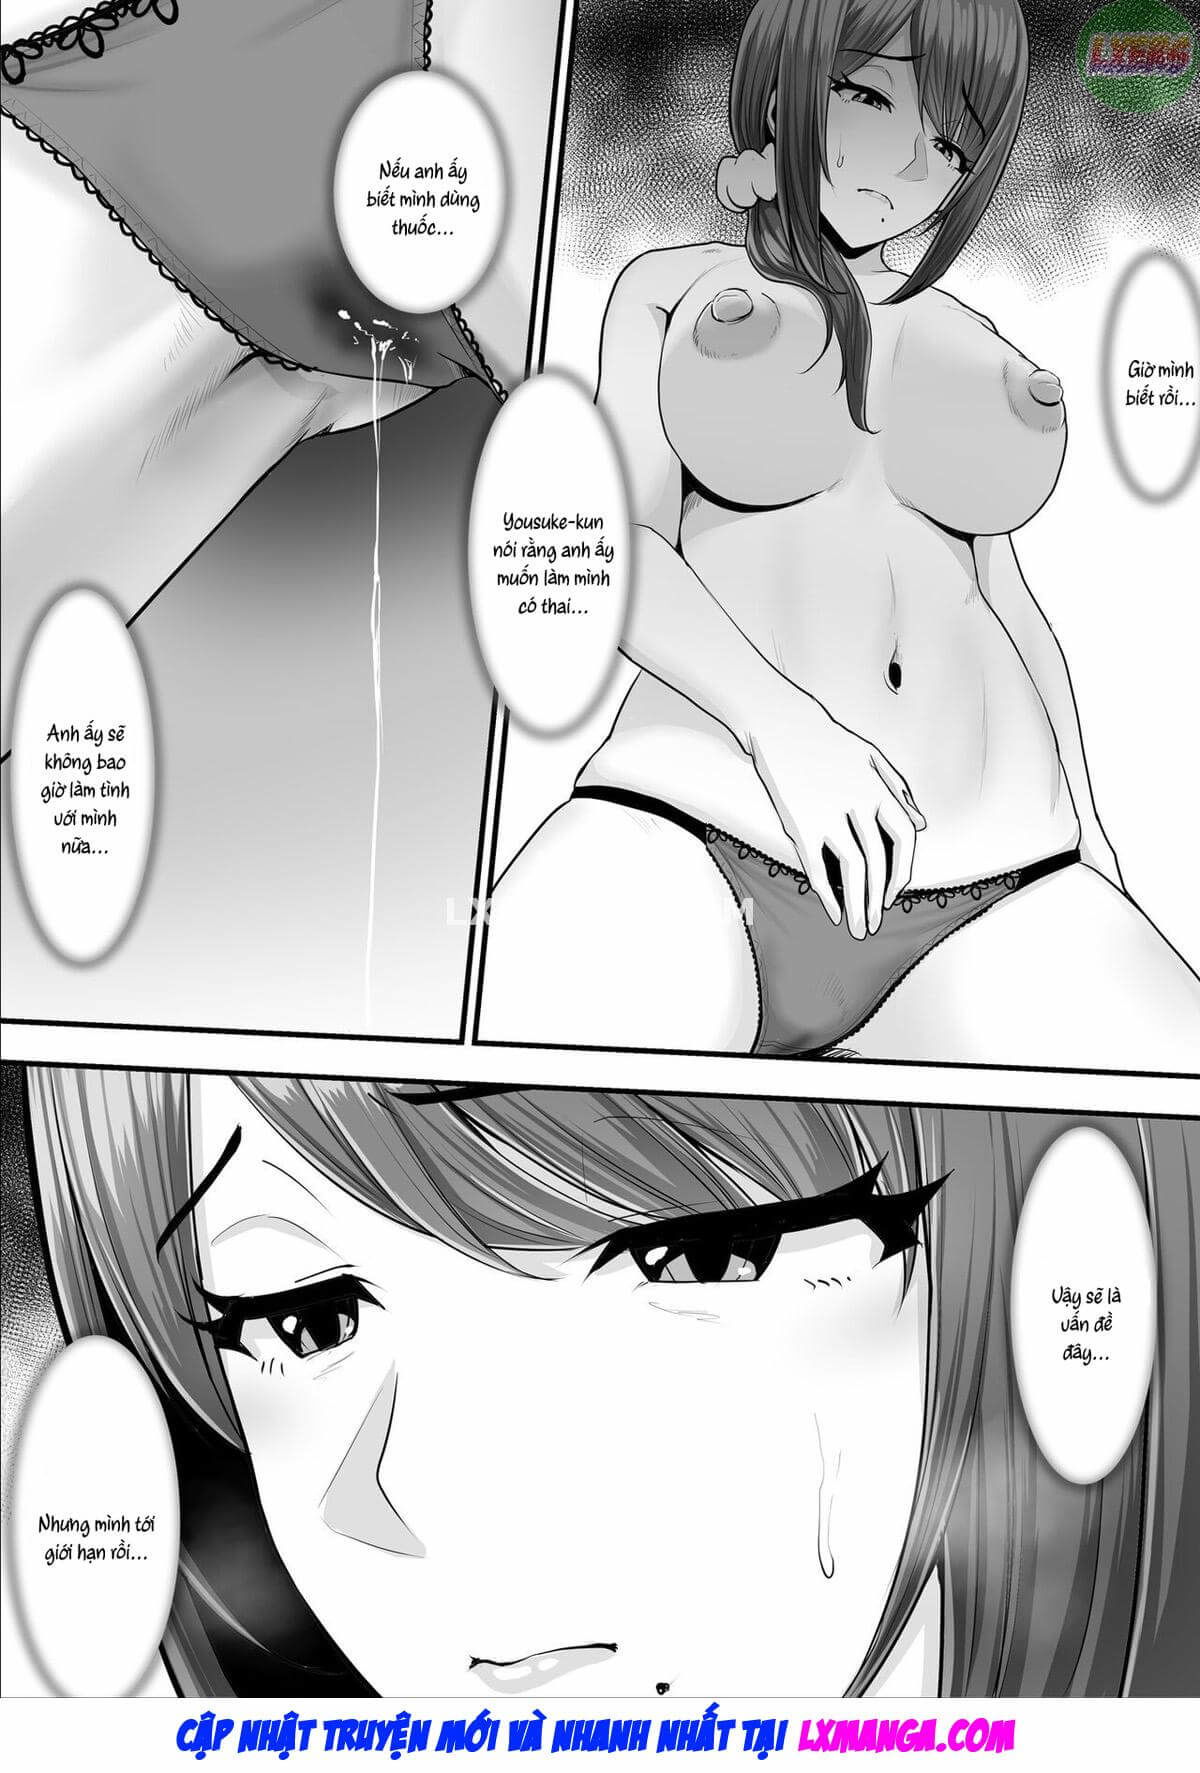 Giờ mình
biết rồi...
Yousuke-kun
nói rằng anh ấy
muốn làm mình
có thai...
Nếu anh ấy
biết mình dùng
thuốc...
Anh ấy sẽ
không bao
giờ làm tình
với mình
nữa...
Vậy sẽ là
vấn đề
đây...
Nhưng mình tới
giới hạn rồi...
CẬP NHẬT TRUYỆN MỚI VÀ NHANH NHẤT TẠI LXMANGA.COM